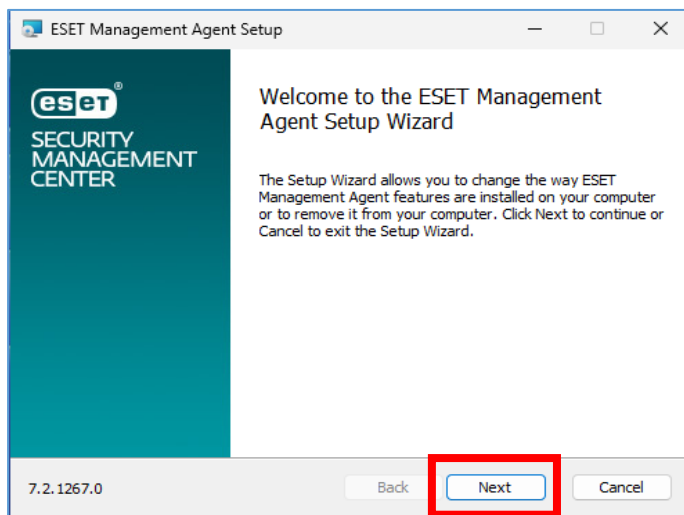 ESET Management Agent Setup
eset®
SECURITY
MANAGEMENT
CENTER
Welcome to the ESET Management
Agent Setup Wizard
The Setup Wizard allows you to change the way ESET
Management Agent features are installed on your computer
or to remove it from your computer. Click Next to continue or
Cancel to exit the Setup Wizard.
7.2.1267.0
Back
Next
Cancel